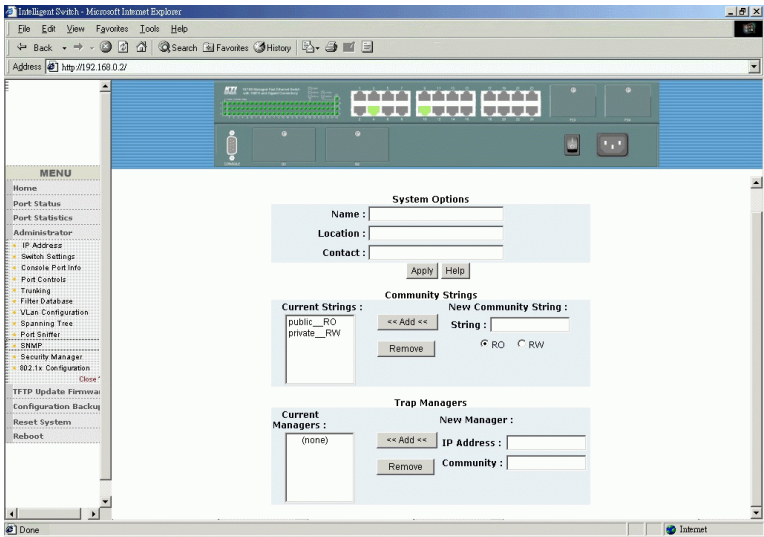 Intelligent Switch - Microsoft Internet Explorer
File Edit View Favorites Tools Help
Back Search Favorites History
Address http://192.168.0.2/
KTI
CONSOLE
MENU
Home
Port Status
Port Statistics
Administrator
IP Address
Switch Settings
Console Port Info
Port Controls
Trunking
Filter Database
VLan Configuration
Spanning Tree
Port Sniffer
SNMP
Security Manager
802.1x Configuration
Close
TFTP Update Firmwa
Configuration Backup
Reset System
Reboot
System Options
Name :
Location :
Contact :
Apply Help
Community Strings
Current Strings : New Community String :
public__RO
private__RW
<< Add <<
Remove
String :
RO RW
Trap Managers
Current Managers :
New Manager :
(none)
<< Add <<
Remove
IP Address :
Community :
Done Internet